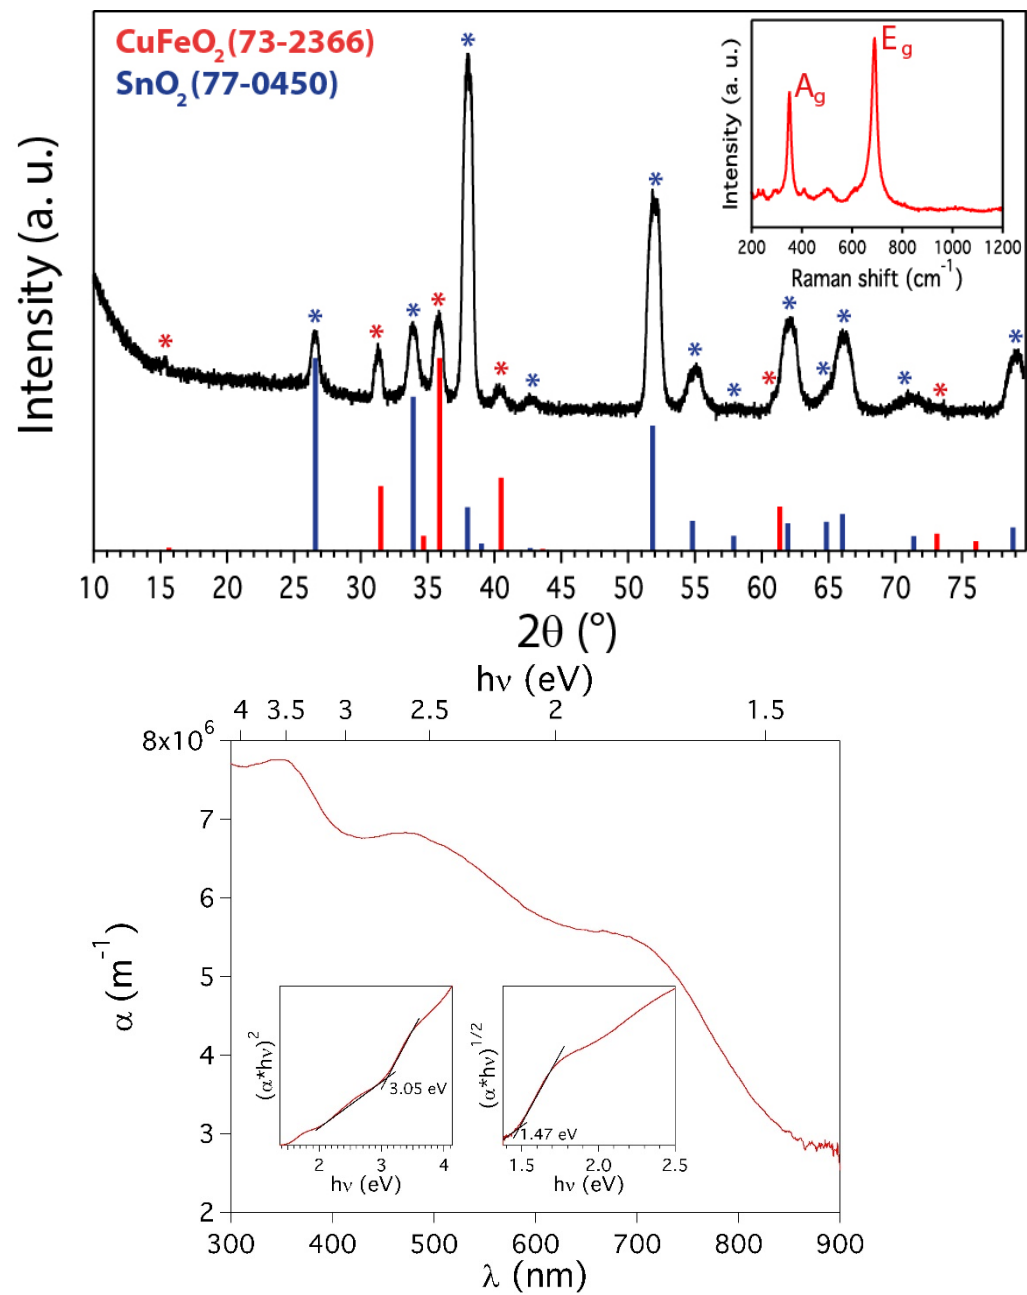 CuFeO₂(73-2366)
SnO₂(77-0450)
Intensity (a. u.)
* * * * * * * * * * * * * * * * * *
Intensity (a. u.)
A_g
E_g
200 400 600 800 1000 1200
Raman shift (cm⁻¹)
10 15 20 25 30 35 40 45 50 55 60 65 70 75
2θ (°)
hν (eV)
4 3.5 3 2.5 2 1.5
8x10⁶
7
6
5
4
3
2
α (m⁻¹)
(α*hν)²
3.05 eV
2 3 4
hν (eV)
(α*hν)^1/2
1.47 eV
1.5 2.0 2.5
hν (eV)
300 400 500 600 700 800 900
λ (nm)